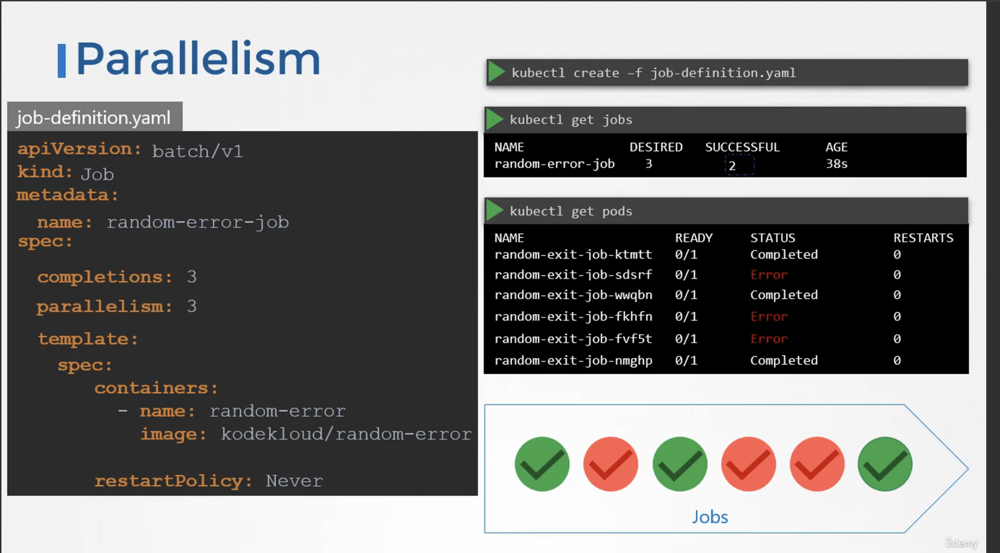 Parallelism
job-definition.yaml
apiVersion: batch/v1
kind: Job
metadata:
name: random-error-job
spec:
completions: 3
parallelism: 3
template:
spec:
containers:
- name: random-error
image: kodekloud/random-error
restartPolicy: Never
kubectl create –f job-definition.yaml
kubectl get jobs
NAME DESIRED SUCCESSFUL AGE
random-error-job 3 2 38s
kubectl get pods
NAME READY STATUS RESTARTS
random-exit-job-ktmtt 0/1 Completed 0
random-exit-job-sdsrf 0/1 Error 0
random-exit-job-wwqbn 0/1 Completed 0
random-exit-job-fkhfn 0/1 Error 0
random-exit-job-fvf5t 0/1 Error 0
random-exit-job-nmghp 0/1 Completed 0
Jobs
ûdemy